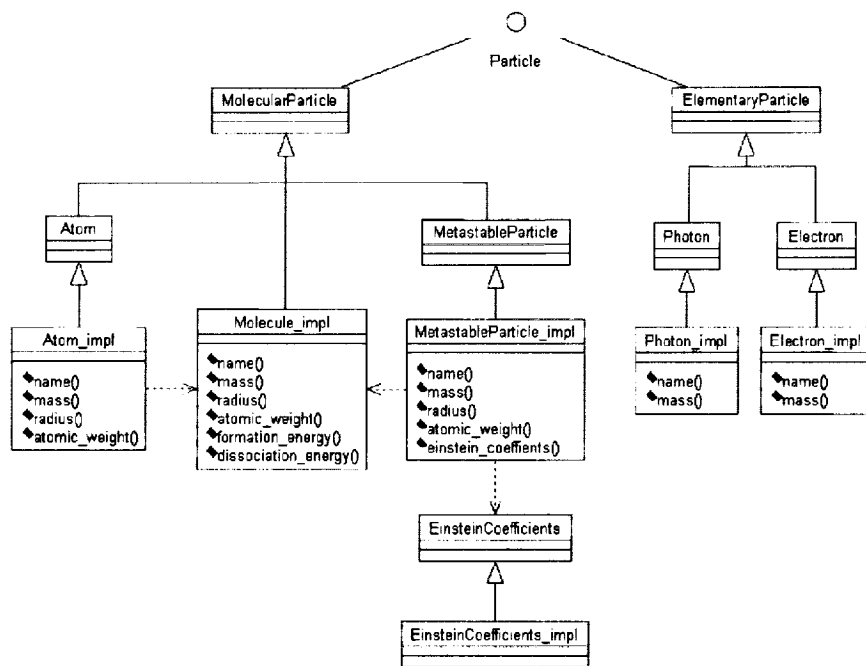 Particle
MolecularParticle
ElementaryParticle
Atom
MetastableParticle
Photon
Electron
Atom_impl
name()
mass()
radius()
atomic_weight()
Molecule_impl
name()
mass()
radius()
atomic_weight()
formation_energy()
dissociation_energy()
MetastableParticle_impl
name()
mass()
radius()
atomic_weight()
einstein_coeffients()
Photon_impl
name()
mass()
Electron_impl
name()
mass()
EinsteinCoefficients
EinsteinCoefficients_impl